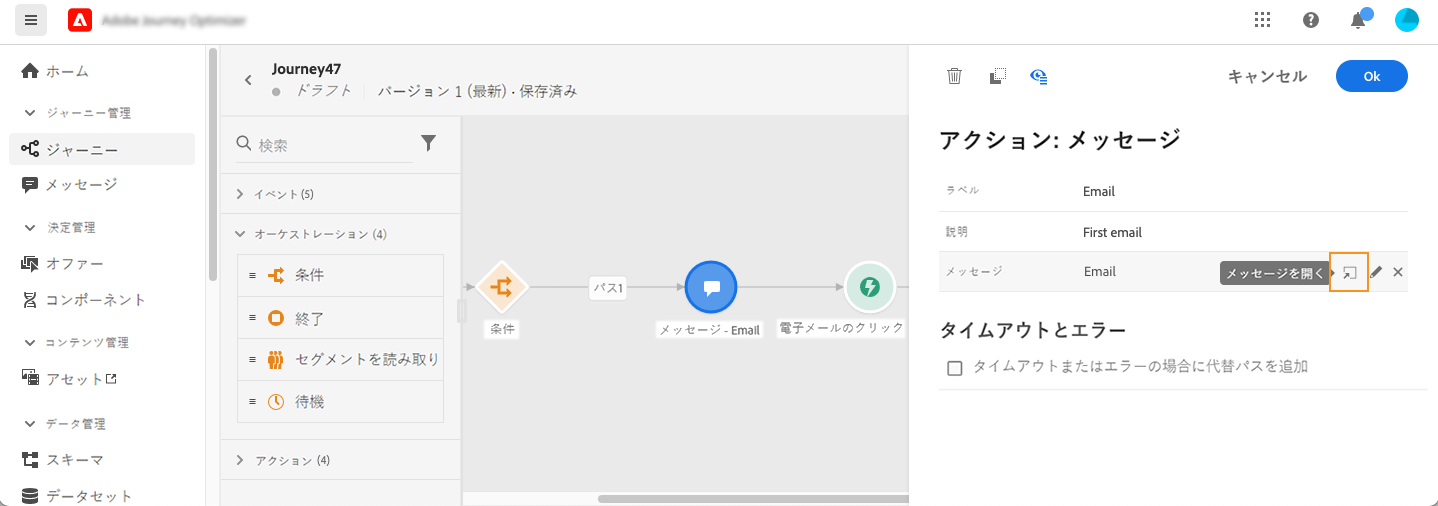 Adobe Journey Optimizer
ホーム
ジャーニー管理
ジャーニー
メッセージ
決定管理
オファー
コンポーネント
コンテンツ管理
アセット
データ管理
スキーマ
データセット
Journey47
ドラフト
バージョン 1 (最新) · 保存済み
検索
イベント (5)
オーケストレーション (4)
条件
終了
セグメントを読み取り
待機
アクション (4)
条件
パス1
メッセージ - Email
電子メールのクリック
キャンセル
Ok
アクション: メッセージ
ラベル Email
説明 First email
メッセージ Email
メッセージを開く
タイムアウトとエラー
タイムアウトまたはエラーの場合に代替パスを追加